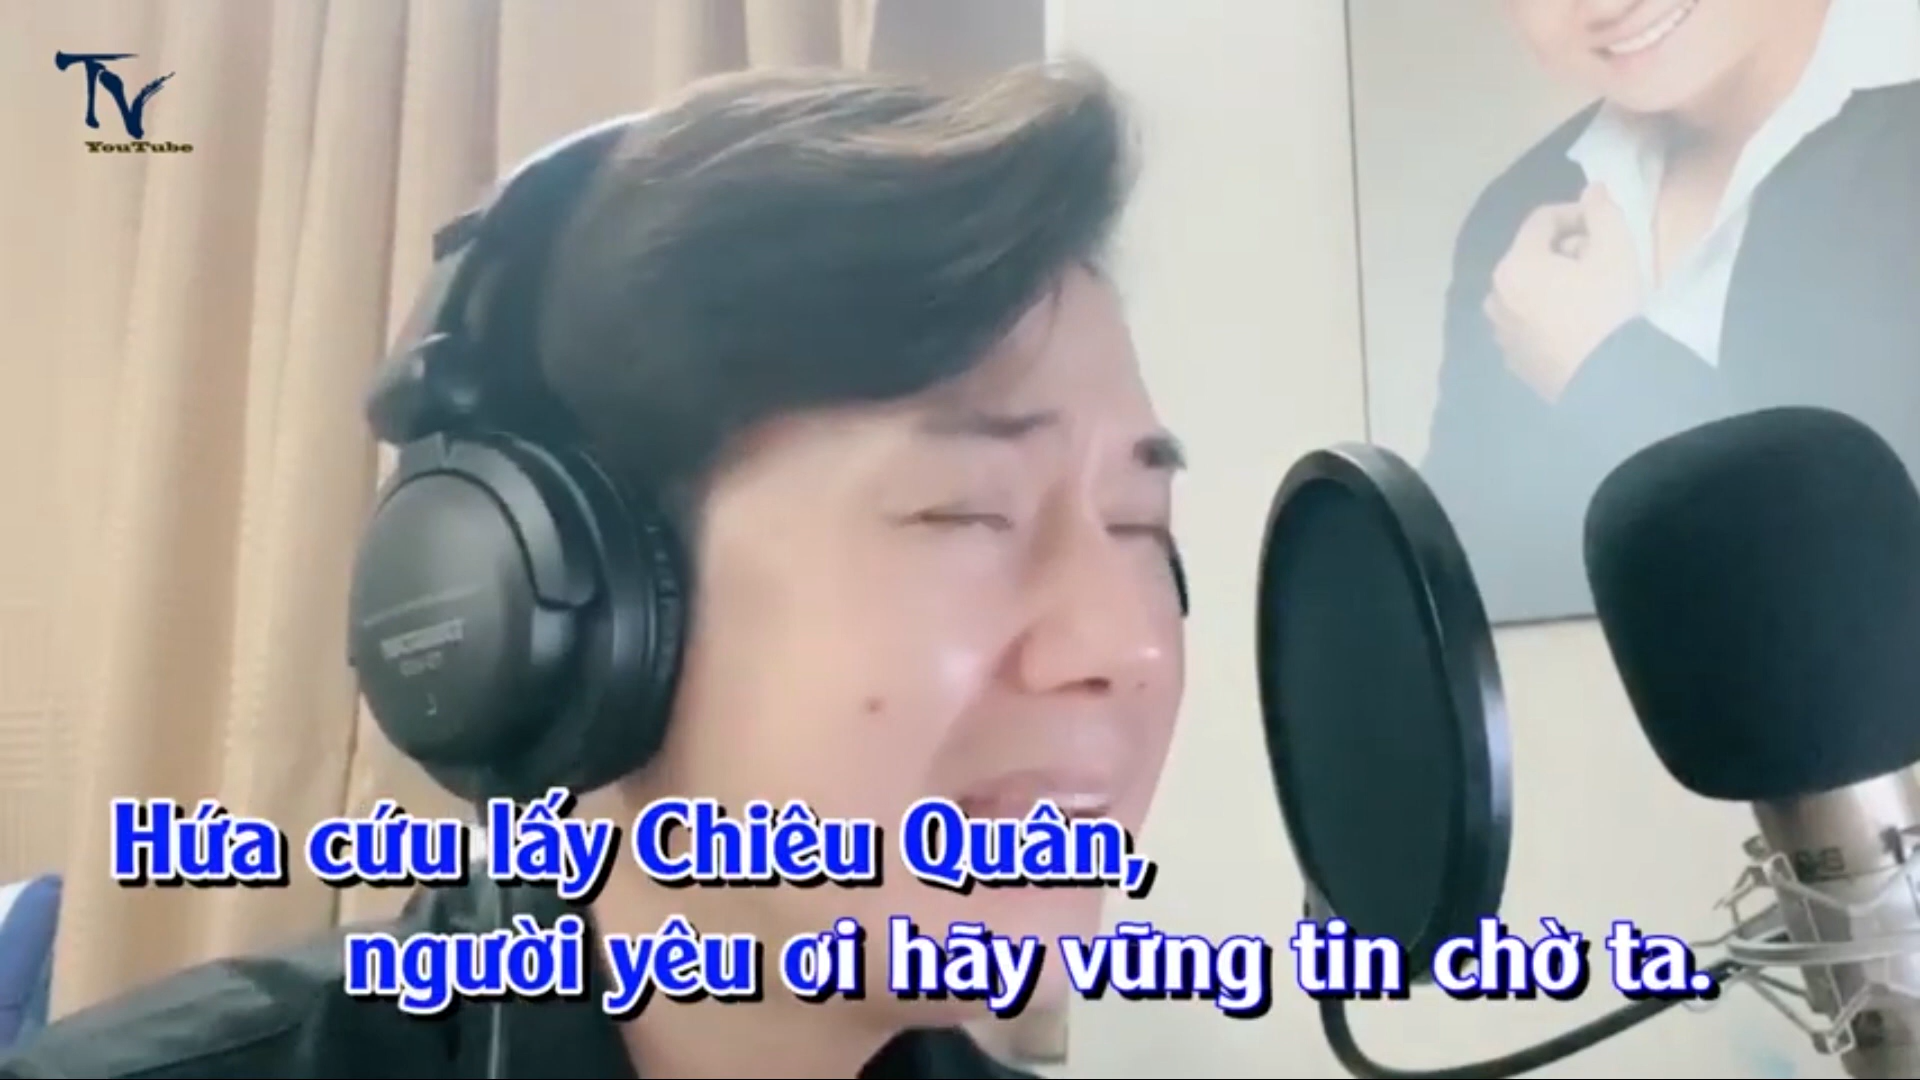 TV
YouTube
Hứa cứu lấy Chiêu Quân,
người yêu ơi hãy vững tin chờ ta.